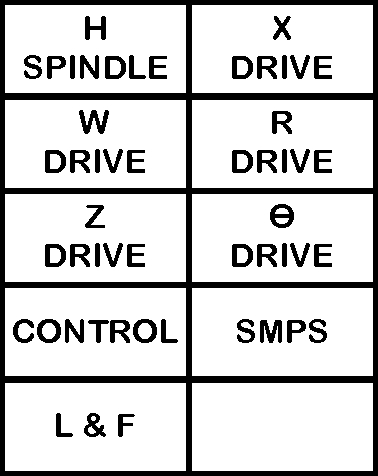 H
SPINDLE
X
DRIVE
W
DRIVE
R
DRIVE
Z
DRIVE
Ɵ
DRIVE
CONTROL
SMPS
L & F